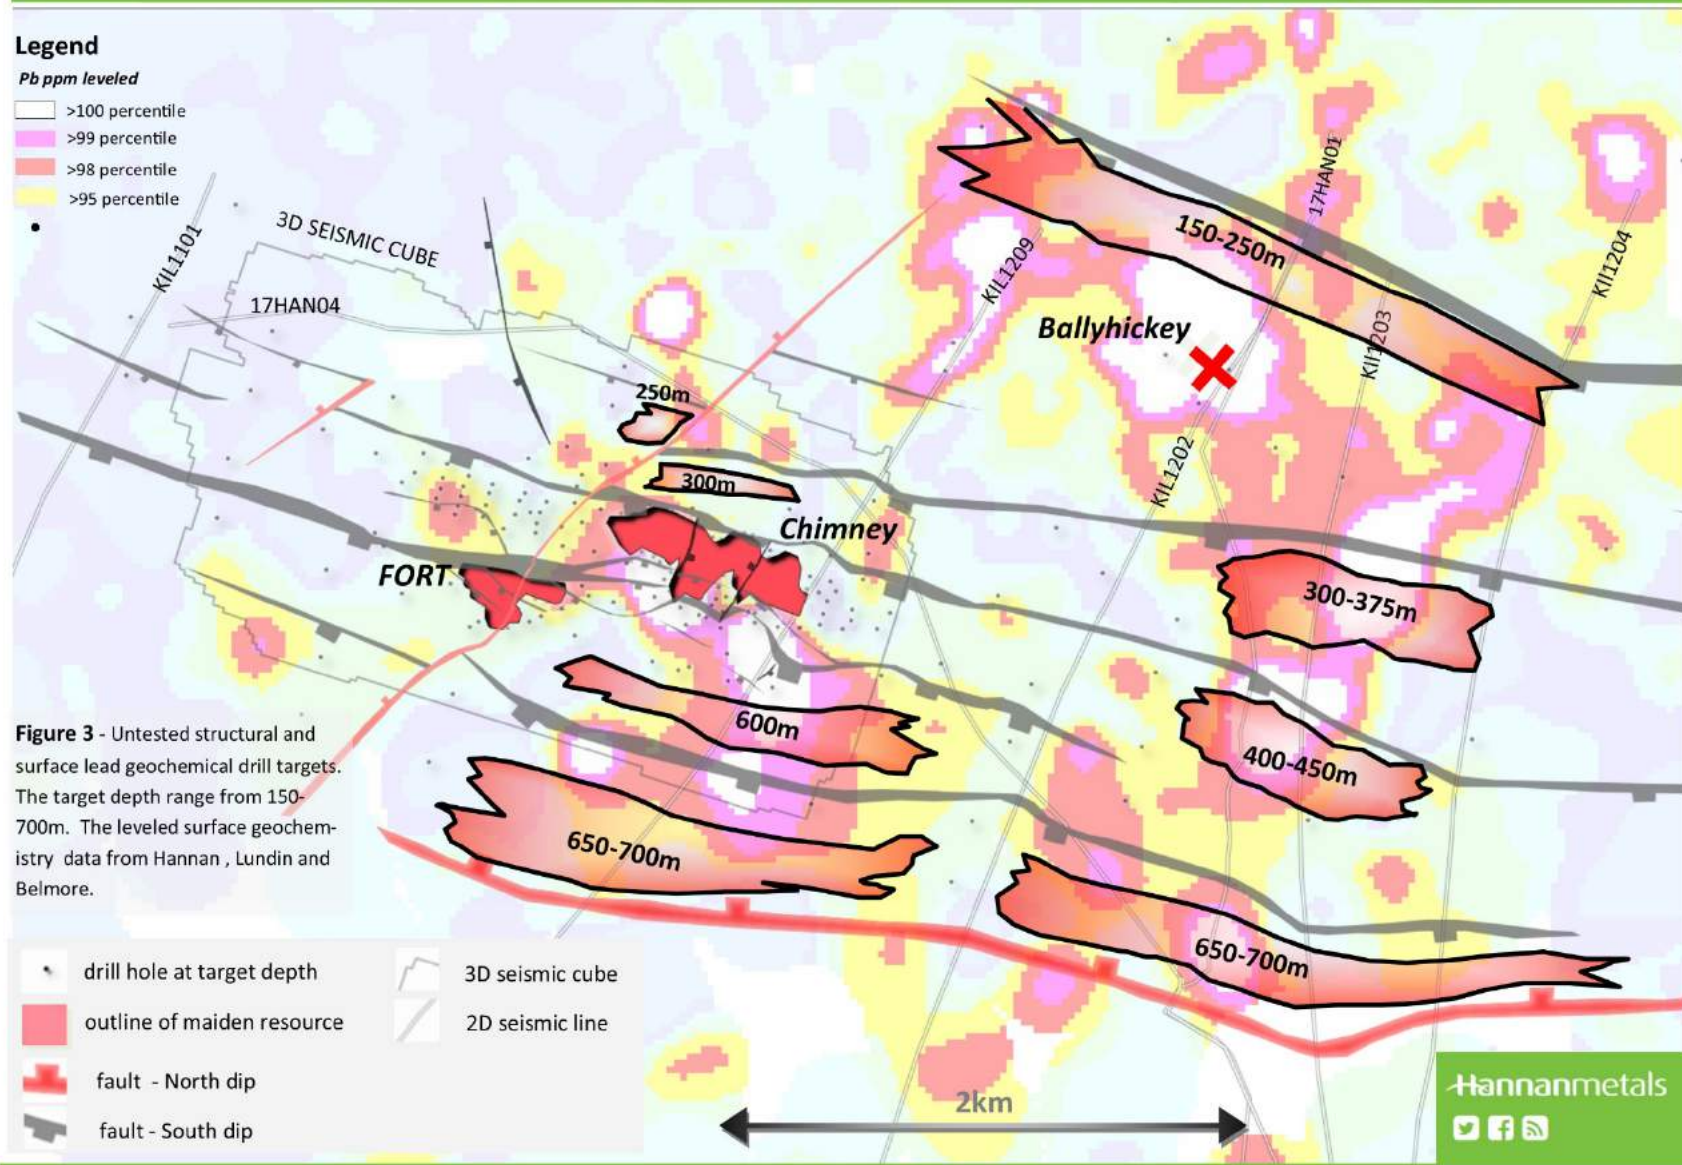 Legend
Pb ppm leveled
>100 percentile
>99 percentile
>98 percentile
>95 percentile
KIL1101
3D SEISMIC CUBE
17HAN04
17HAN01
KIL1209
KIl1204
150-250m
Ballyhickey
KIl1203
250m
KIL1202
300m
Chimney
FORT
300-375m
600m
400-450m
650-700m
650-700m
Figure 3 - Untested structural and
surface lead geochemical drill targets.
The target depth range from 150-
700m. The leveled surface geochem-
istry data from Hannan , Lundin and
Belmore.
drill hole at target depth
3D seismic cube
outline of maiden resource
2D seismic line
fault - North dip
fault - South dip
2km
Hannanmetals